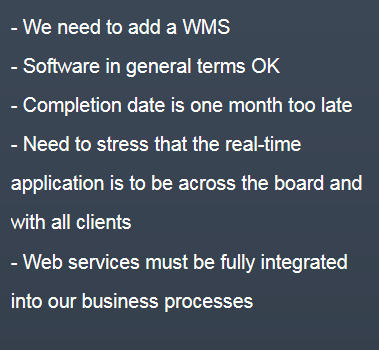 - We need to add a WMS
- Software in general terms OK
- Completion date is one month too late
- Need to stress that the real-time
application is to be across the board and
with all clients
- Web services must be fully integrated
into our business processes